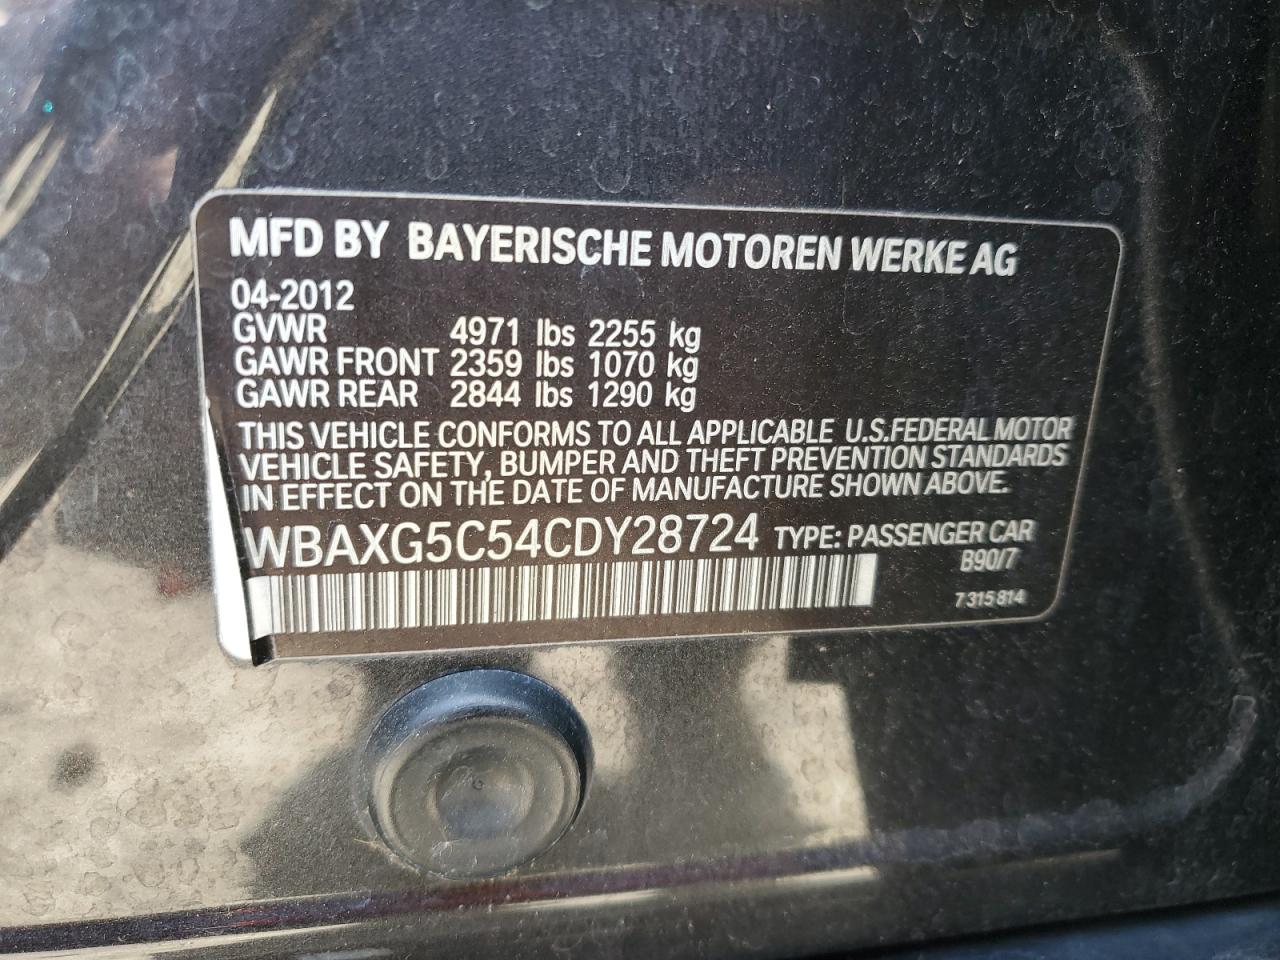 MFD BY BAYERISCHE MOTOREN WERKE AG
04-2012
GVWR 4971 lbs 2255 kg
GAWR FRONT 2359 lbs 1070 kg
GAWR REAR 2844 lbs 1290 kg
THIS VEHICLE CONFORMS TO ALL APPLICABLE U.S.FEDERAL MOTOR
VEHICLE SAFETY, BUMPER AND THEFT PREVENTION STANDARDS
IN EFFECT ON THE DATE OF MANUFACTURE SHOWN ABOVE.
WBAXG5C54CDY28724 TYPE: PASSENGER CAR
B90/7
7 315 814